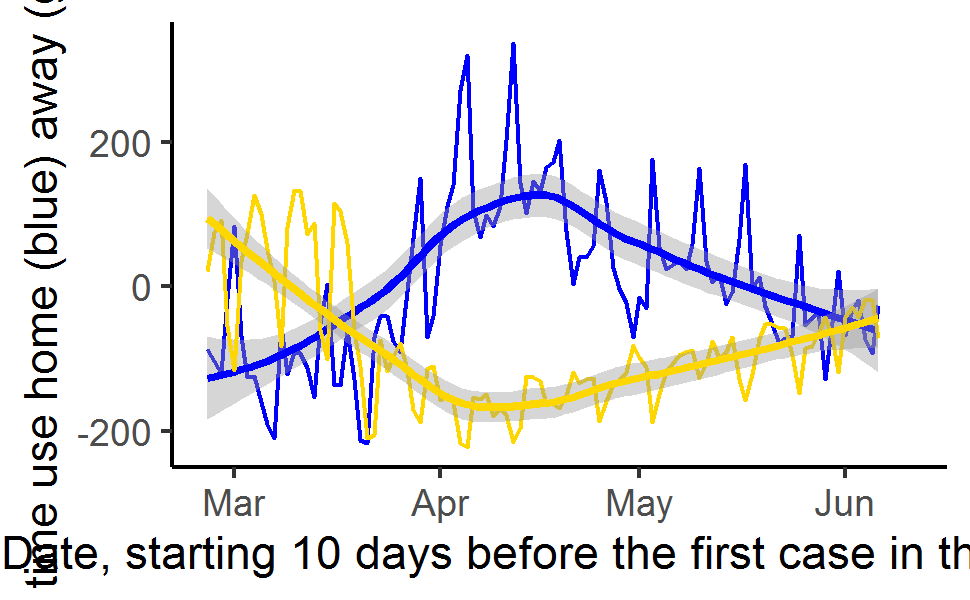 time use home (blue) away (
200
0
-200
Mar Apr May Jun
Date, starting 10 days before the first case in th